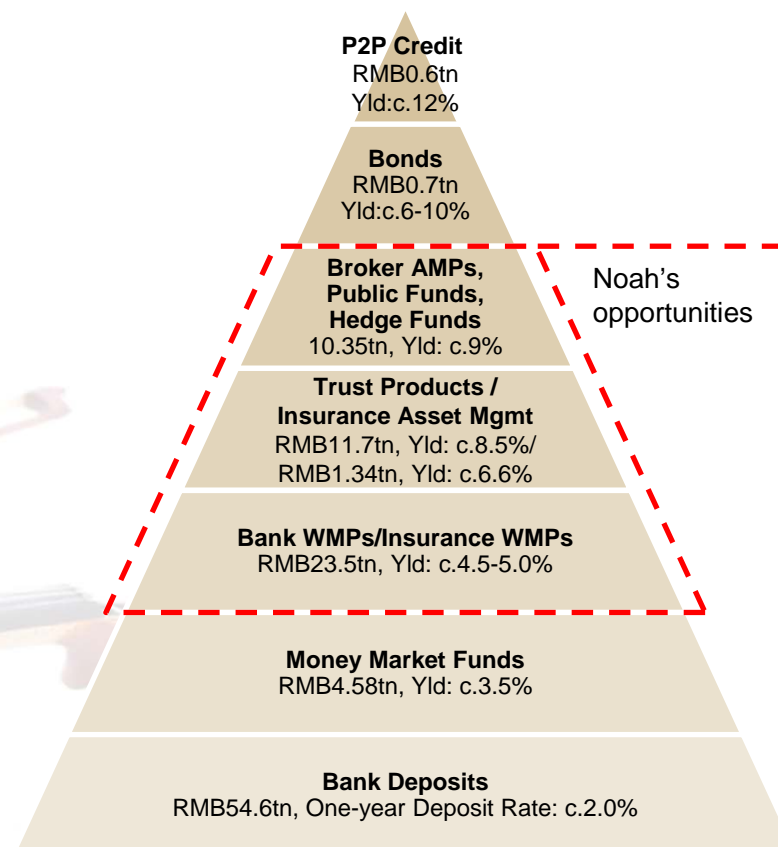 P2P Credit
RMB0.6tn
Yld:c.12%
Bonds
RMB0.7tn
Yld:c.6-10%
Broker AMPs,
Public Funds,
Hedge Funds
10.35tn, Yld: c.9%
Noah's
opportunities
Trust Products /
Insurance Asset Mgmt
RMB11.7tn, Yld: c.8.5%/
RMB1.34tn, Yld: c.6.6%
Bank WMPs/Insurance WMPs
RMB23.5tn, Yld: c.4.5-5.0%
Money Market Funds
RMB4.58tn, Yld: c.3.5%
Bank Deposits
RMB54.6tn, One-year Deposit Rate: c.2.0%